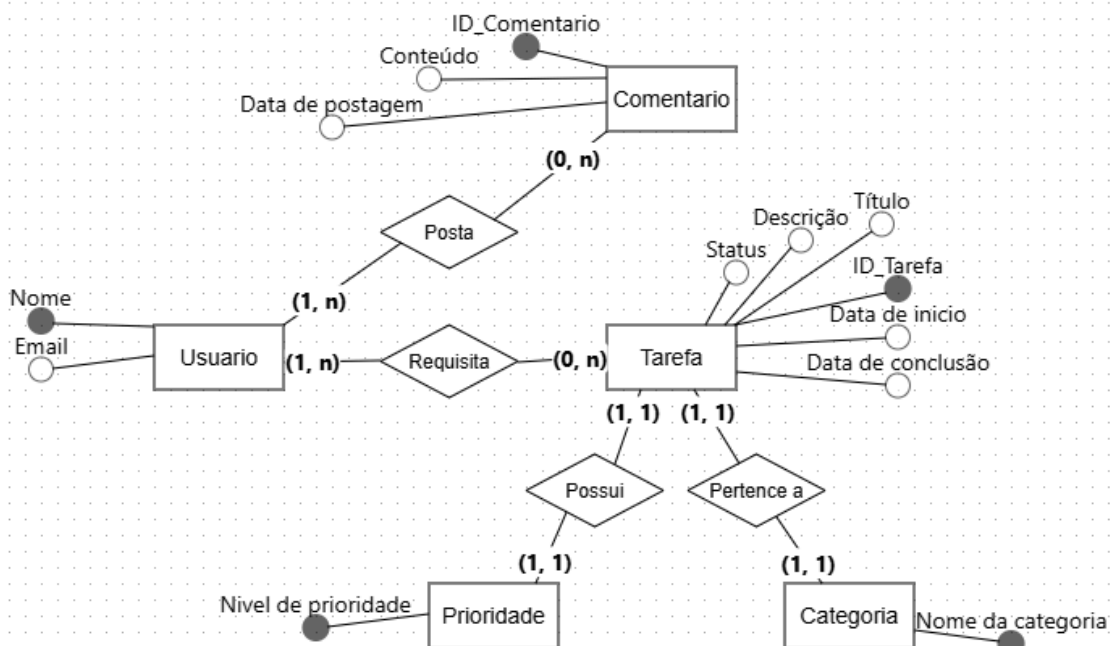 ID_Comentario
Conteúdo
Data de postagem
Comentario
(0, n)
Posta
(1, n)
Título
Descrição
Status
ID_Tarefa
Data de inicio
Data de conclusão
Nome
Email
Usuario
(1, n)
Requisita
(0, n)
Tarefa
(1, 1)
(1, 1)
Possui
Pertence a
(1, 1)
(1, 1)
Nivel de prioridade
Prioridade
Categoria
Nome da categoria